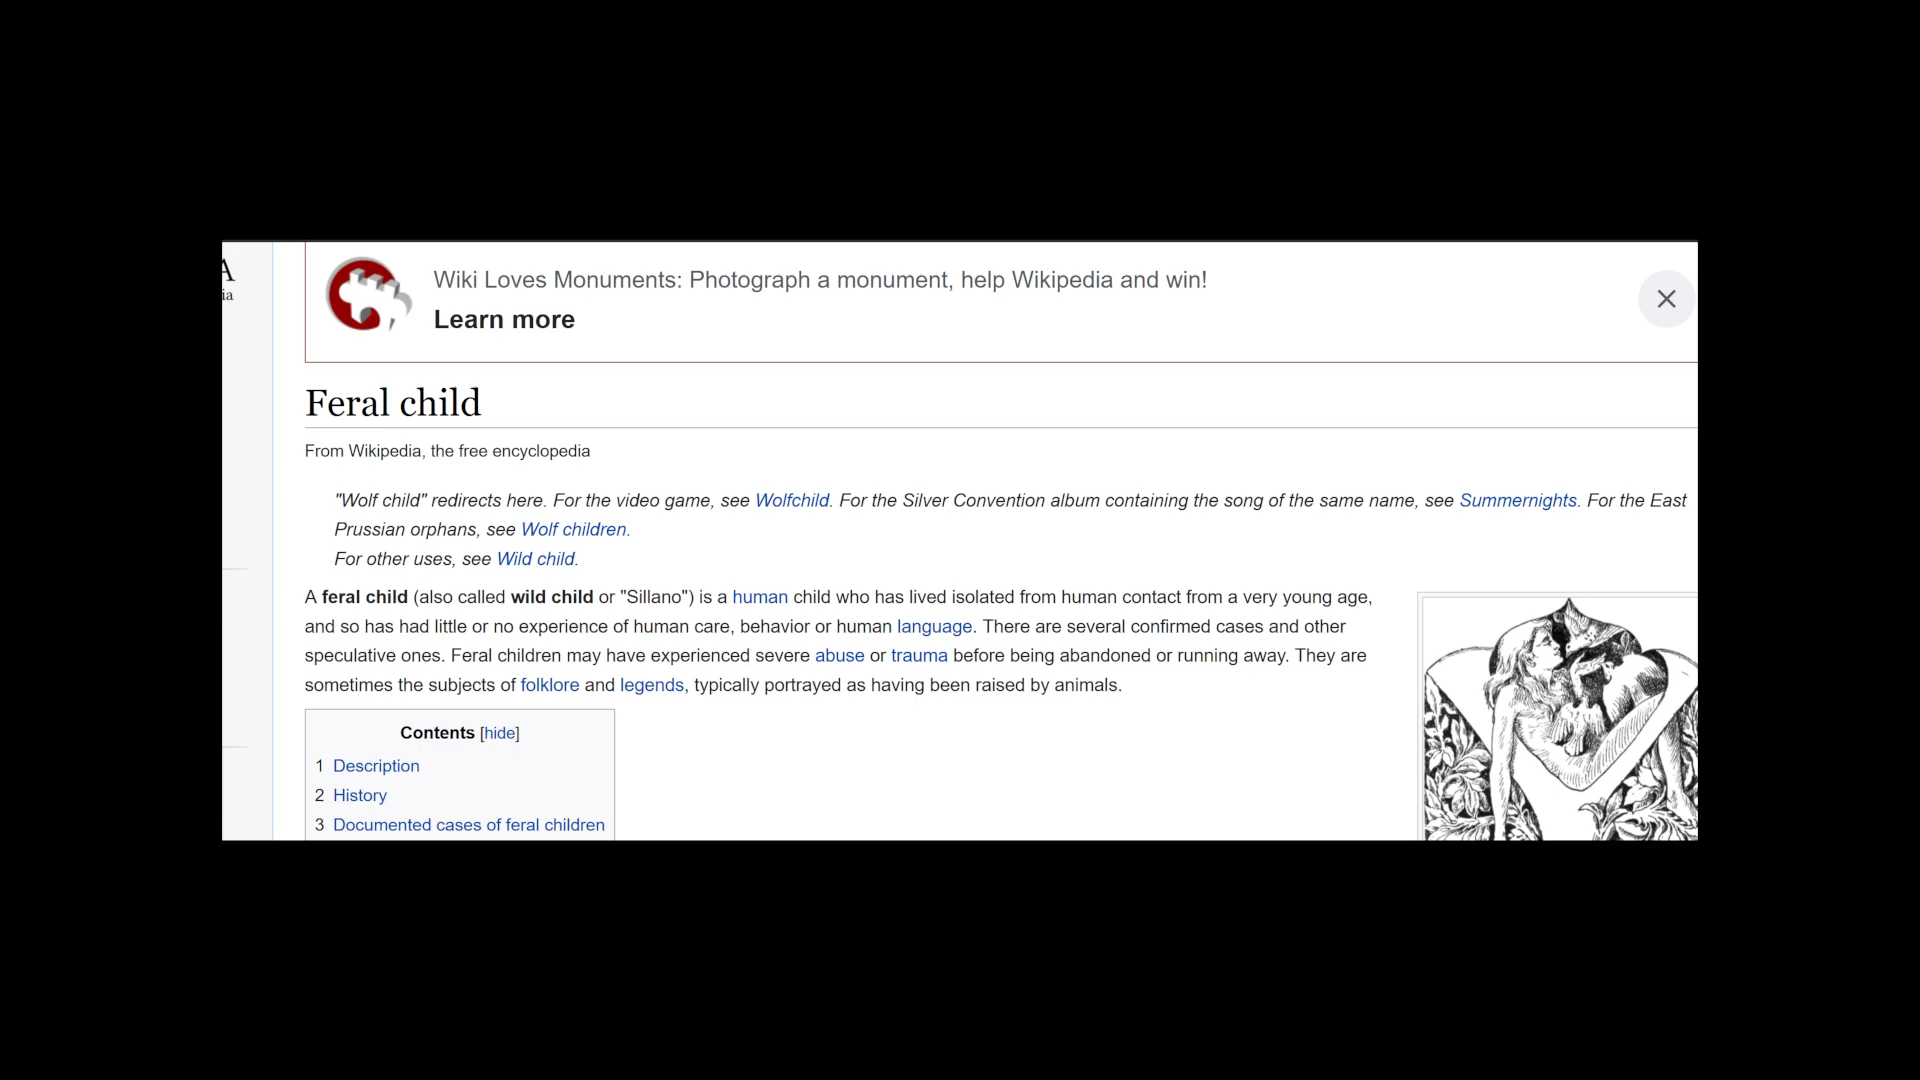 A
ia
Wiki Loves Monuments: Photograph a monument, help Wikipedia and win!
Learn more
Feral child
From Wikipedia, the free encyclopedia
"Wolf child" redirects here. For the video game, see Wolfchild. For the Silver Convention album containing the song of the same name, see Summernights. For the East
Prussian orphans, see Wolf children.
For other uses, see Wild child.
A feral child (also called wild child or "Sillano") is a human child who has lived isolated from human contact from a very young age,
and so has had little or no experience of human care, behavior or human language. There are several confirmed cases and other
speculative ones. Feral children may have experienced severe abuse or trauma before being abandoned or running away. They are
sometimes the subjects of folklore and legends, typically portrayed as having been raised by animals.
Contents [hide]
1 Description
2 History
3 Documented cases of feral children